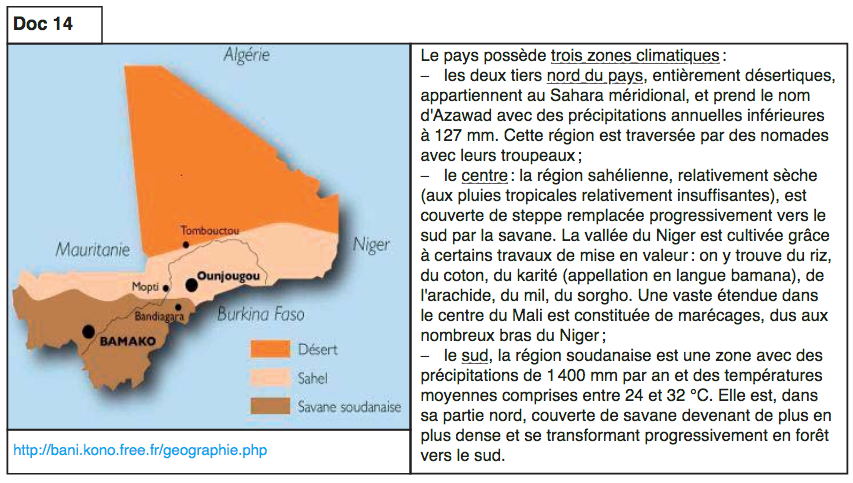 Doc 14
Algérie
Tombouctou
Mauritanie
Niger
Ounjougou
Mopti
Bandiagara
Burkina Faso
BAMAKO
Désert
Sahel
Savane soudanaise
http://bani.kono.free.fr/geographie.php
Le pays possède trois zones climatiques :
– les deux tiers nord du pays, entièrement désertiques,
appartiennent au Sahara méridional, et prend le nom
d'Azawad avec des précipitations annuelles inférieures
à 127 mm. Cette région est traversée par des nomades
avec leurs troupeaux ;
– le centre : la région sahélienne, relativement sèche
(aux pluies tropicales relativement insuffisantes), est
couverte de steppe remplacée progressivement vers le
sud par la savane. La vallée du Niger est cultivée grâce
à certains travaux de mise en valeur : on y trouve du riz,
du coton, du karité (appellation en langue bamana), de
l'arachide, du mil, du sorgho. Une vaste étendue dans
le centre du Mali est constituée de marécages, dus aux
nombreux bras du Niger ;
– le sud, la région soudanaise est une zone avec des
précipitations de 1 400 mm par an et des températures
moyennes comprises entre 24 et 32 °C. Elle est, dans
sa partie nord, couverte de savane devenant de plus en
plus dense et se transformant progressivement en forêt
vers le sud.